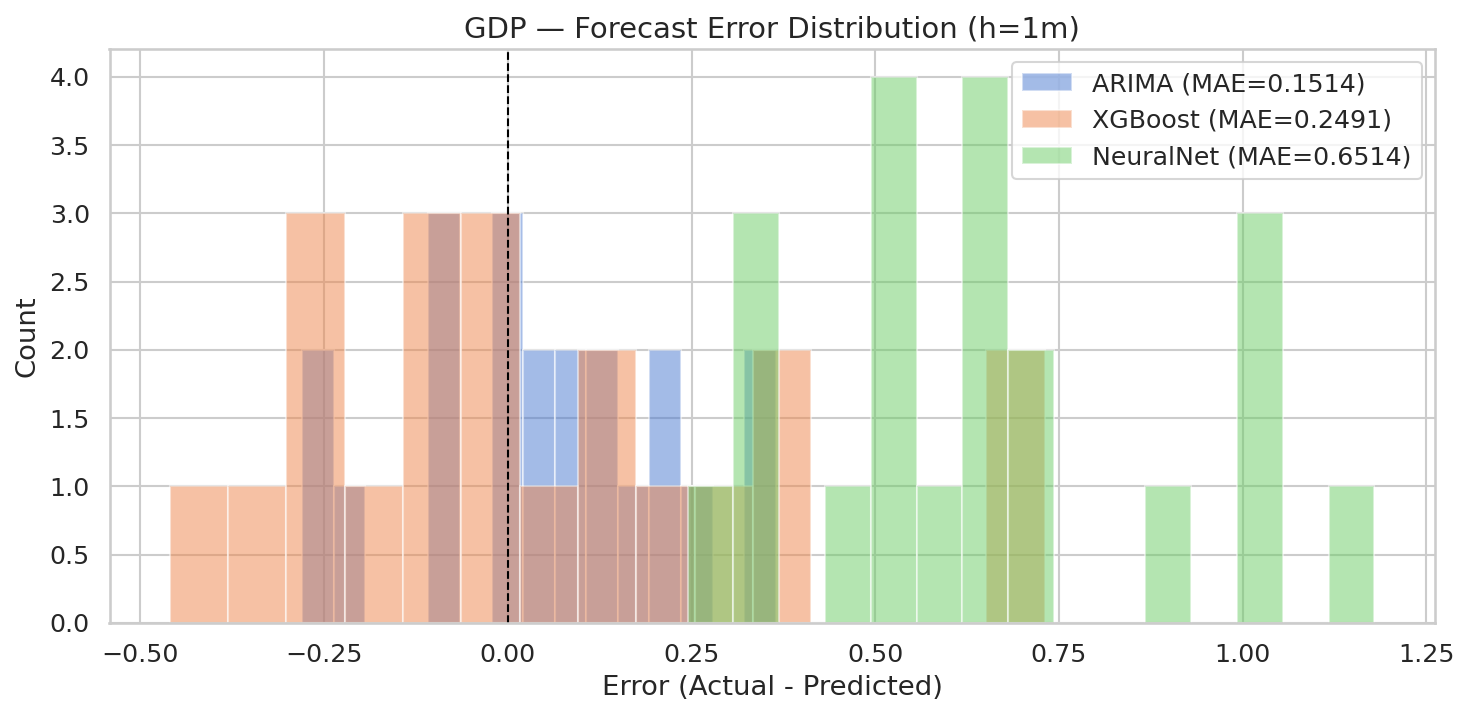 GDP — Forecast Error Distribution (h=1m)
ARIMA (MAE=0.1514)
XGBoost (MAE=0.2491)
NeuralNet (MAE=0.6514)
Count
4.0
3.5
3.0
2.5
2.0
1.5
1.0
0.5
0.0
−0.50 −0.25 0.00 0.25 0.50 0.75 1.00 1.25
Error (Actual - Predicted)